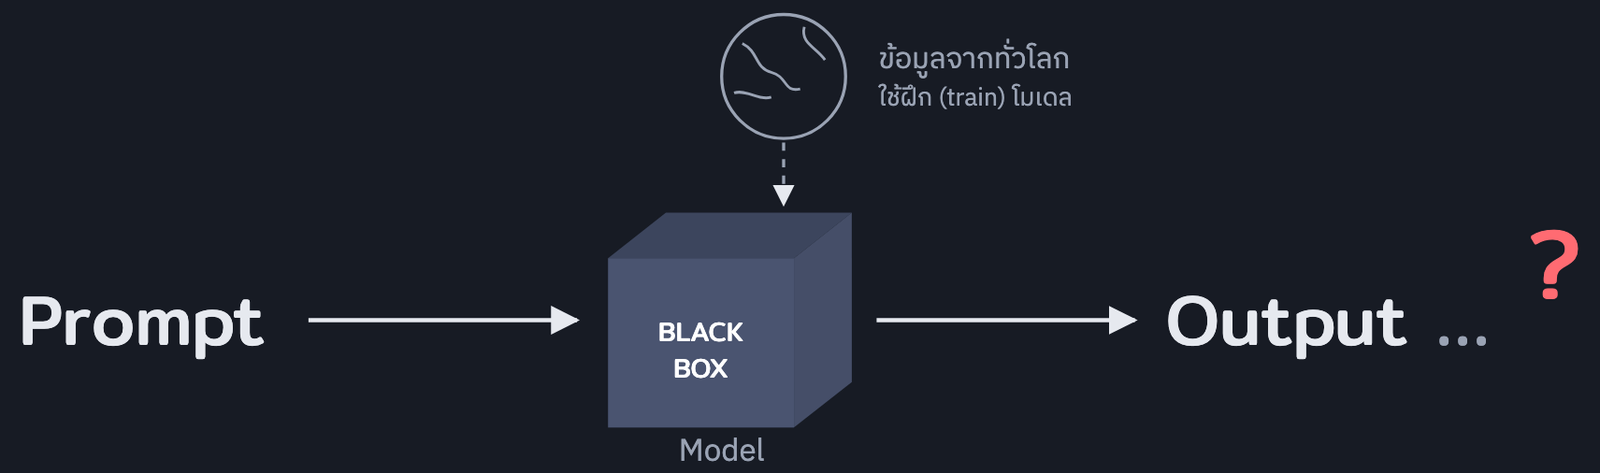 ข้อมูลจากทั่วโลก
ใช้ฝึก (train) โมเดล
Prompt
BLACK
BOX
Model
Output ... ?